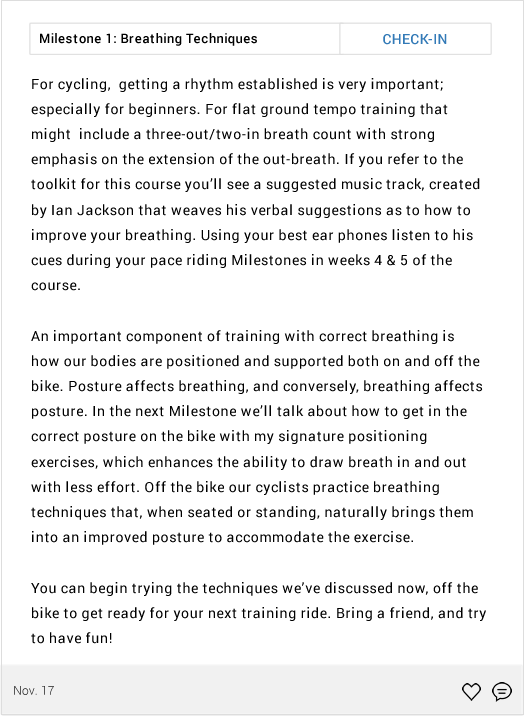 Milestone 1: Breathing Techniques
CHECK-IN
For cycling,  getting a rhythm established is very important;
especially for beginners. For flat ground tempo training that
might  include a three-out/two-in breath count with strong
emphasis on the extension of the out-breath. If you refer to the
toolkit for this course you'll see a suggested music track, created
by Ian Jackson that weaves his verbal suggestions as to how to
improve your breathing. Using your best ear phones listen to his
cues during your pace riding Milestones in weeks 4 & 5 of the
course.
An important component of training with correct breathing is
how our bodies are positioned and supported both on and off the
bike. Posture affects breathing, and conversely, breathing affects
posture. In the next Milestone we'll talk about how to get in the
correct posture on the bike with my signature positioning
exercises, which enhances the ability to draw breath in and out
with less effort. Off the bike our cyclists practice breathing
techniques that, when seated or standing, naturally brings them
into an improved posture to accommodate the exercise.
You can begin trying the techniques we've discussed now, off the
bike to get ready for your next training ride. Bring a friend, and try
to have fun!
Nov. 17